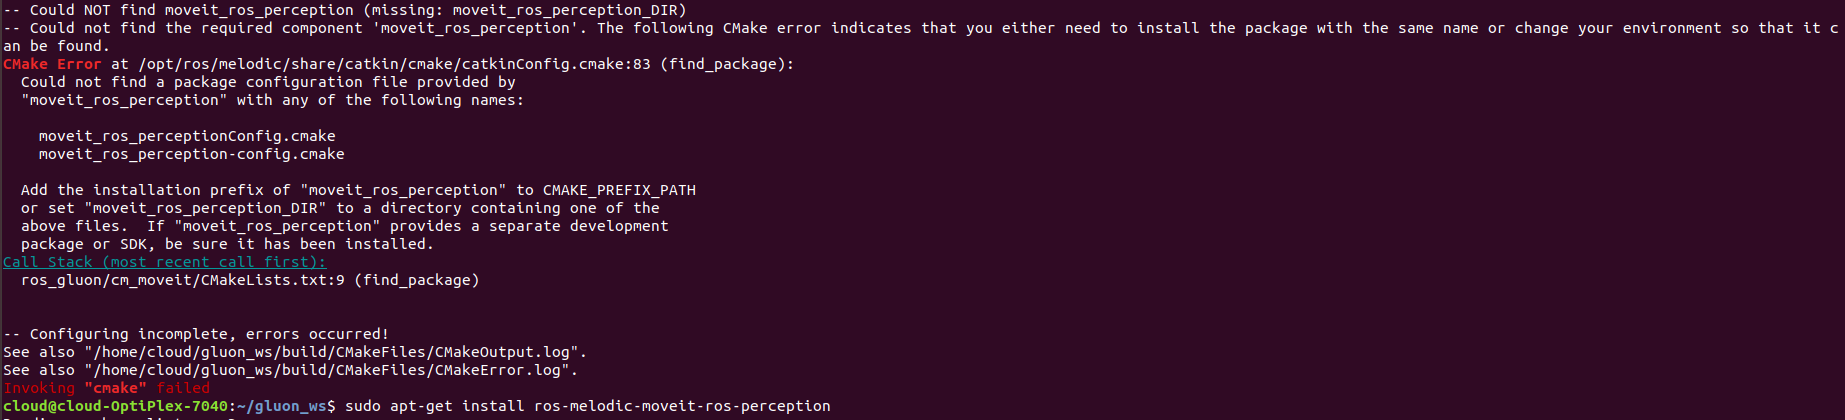 -- Could NOT find moveit_ros_perception (missing: moveit_ros_perception_DIR)
-- Could not find the required component 'moveit_ros_perception'. The following CMake error indicates that you either need to install the package with the same name or change your environment so that it c
an be found.
CMake Error at /opt/ros/melodic/share/catkin/cmake/catkinConfig.cmake:83 (find_package):
  Could not find a package configuration file provided by
  "moveit_ros_perception" with any of the following names:

    moveit_ros_perceptionConfig.cmake
    moveit_ros_perception-config.cmake

  Add the installation prefix of "moveit_ros_perception" to CMAKE_PREFIX_PATH
  or set "moveit_ros_perception_DIR" to a directory containing one of the
  above files.  If "moveit_ros_perception" provides a separate development
  package or SDK, be sure it has been installed.
Call Stack (most recent call first):
  ros_gluon/cm_moveit/CMakeLists.txt:9 (find_package)

-- Configuring incomplete, errors occurred!
See also "/home/cloud/gluon_ws/build/CMakeFiles/CMakeOutput.log".
See also "/home/cloud/gluon_ws/build/CMakeFiles/CMakeError.log".
Invoking "cmake" failed
cloud@cloud-OptiPlex-7040:~/gluon_ws$ sudo apt-get install ros-melodic-moveit-ros-perception